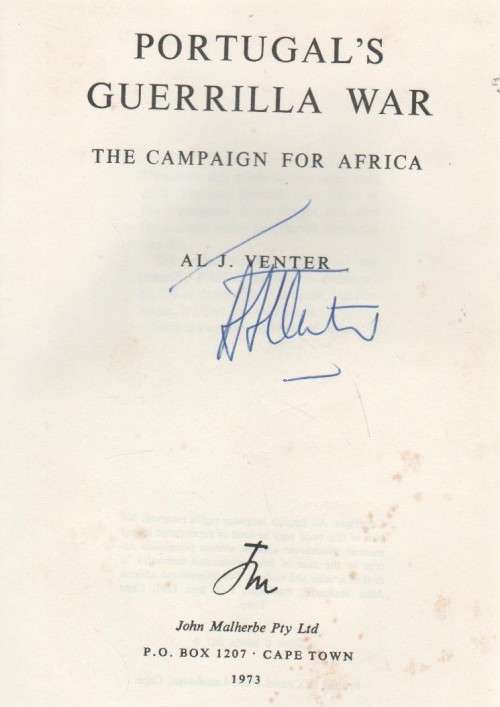 PORTUGAL'S
GUERRILLA WAR
THE CAMPAIGN FOR AFRICA
AL J. VENTER
John Malherbe Pty Ltd
P.O. BOX 1207 · CAPE TOWN
1973